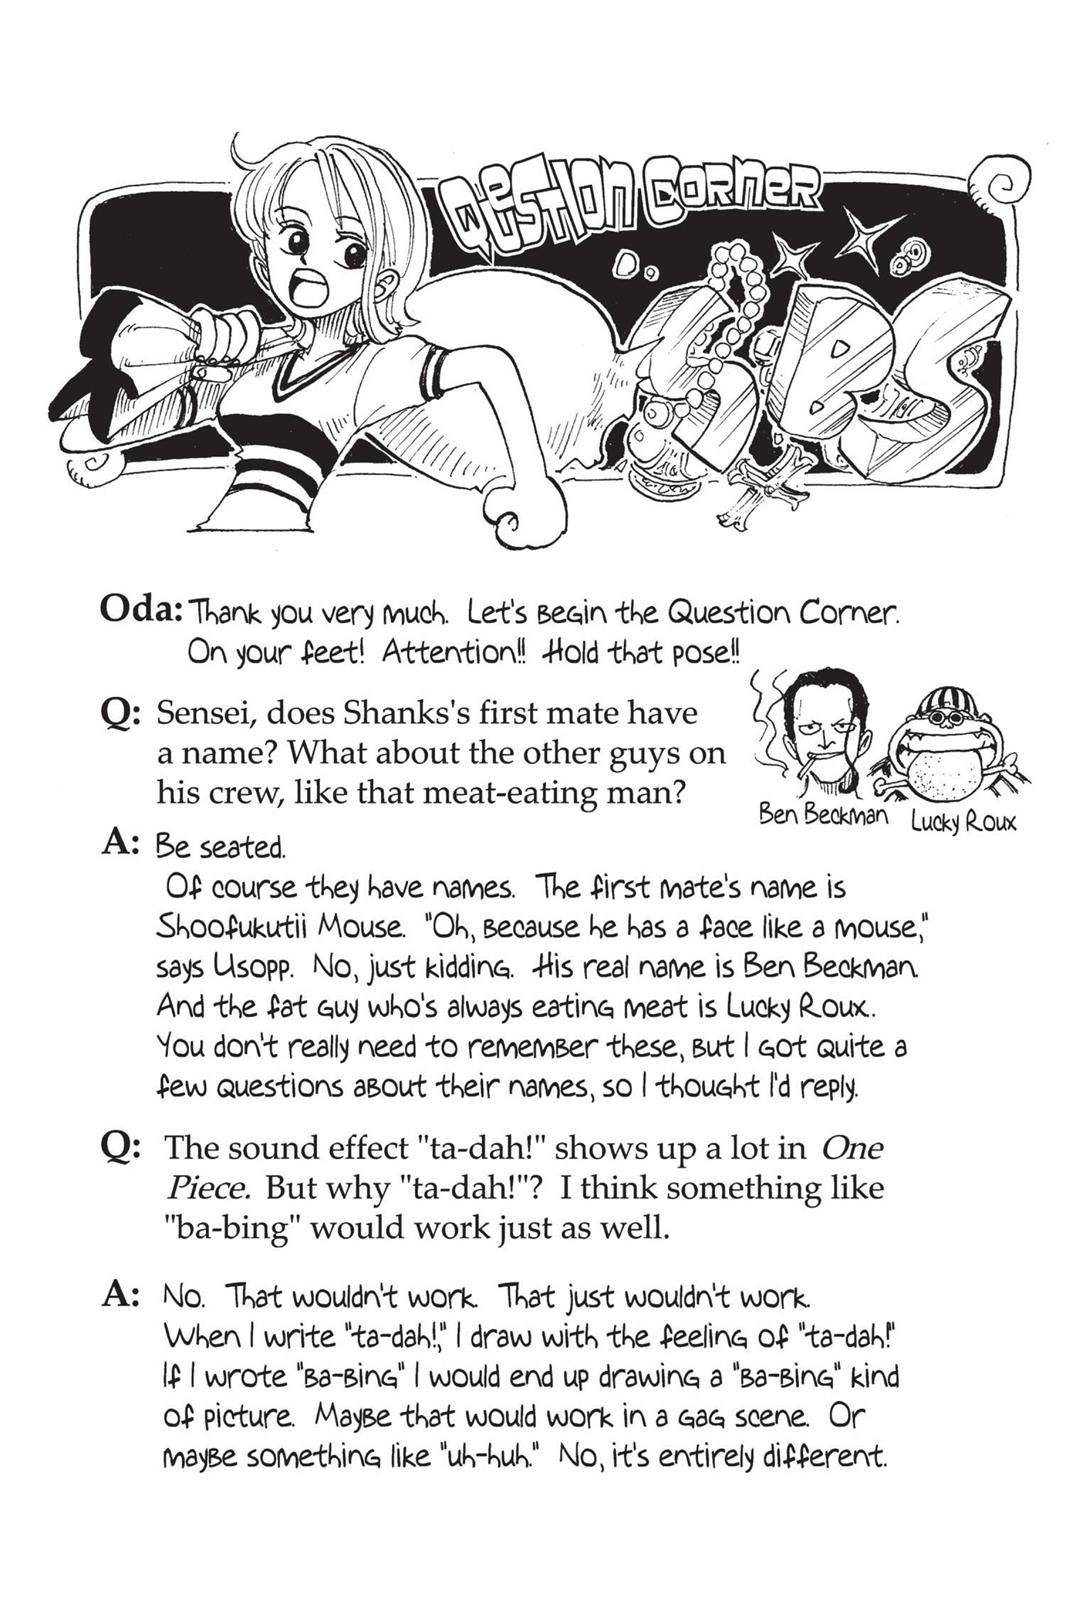 Question Corner
SBS
Oda: Thank you very much. Let's Begin the Question Corner.
On your feet! Attention!! Hold that pose!!
Q: Sensei, does Shanks's first mate have
a name? What about the other guys on
his crew, like that meat-eating man?
Ben Beckman
Lucky Roux
A: Be seated.
Of course they have names. The first mate's name is
Shoofukutii Mouse. "Oh, Because he has a face like a mouse,"
says Usopp. No, just kidding. His real name is Ben Beckman.
And the fat guy who's always eating meat is Lucky Roux.
You don't really need to remember these, but I got quite a
few questions about their names, so I thought I'd reply.
Q: The sound effect "ta-dah!" shows up a lot in One
Piece. But why "ta-dah!"? I think something like
"ba-bing" would work just as well.
A: No. That wouldn't work. That just wouldn't work.
When I write "ta-dah!," I draw with the feeling of "ta-dah!"
If I wrote "Ba-Bing" I would end up drawing a "Ba-Bing" kind
of picture. Maybe that would work in a gag scene. Or
maybe something like "uh-huh." No, it's entirely different.